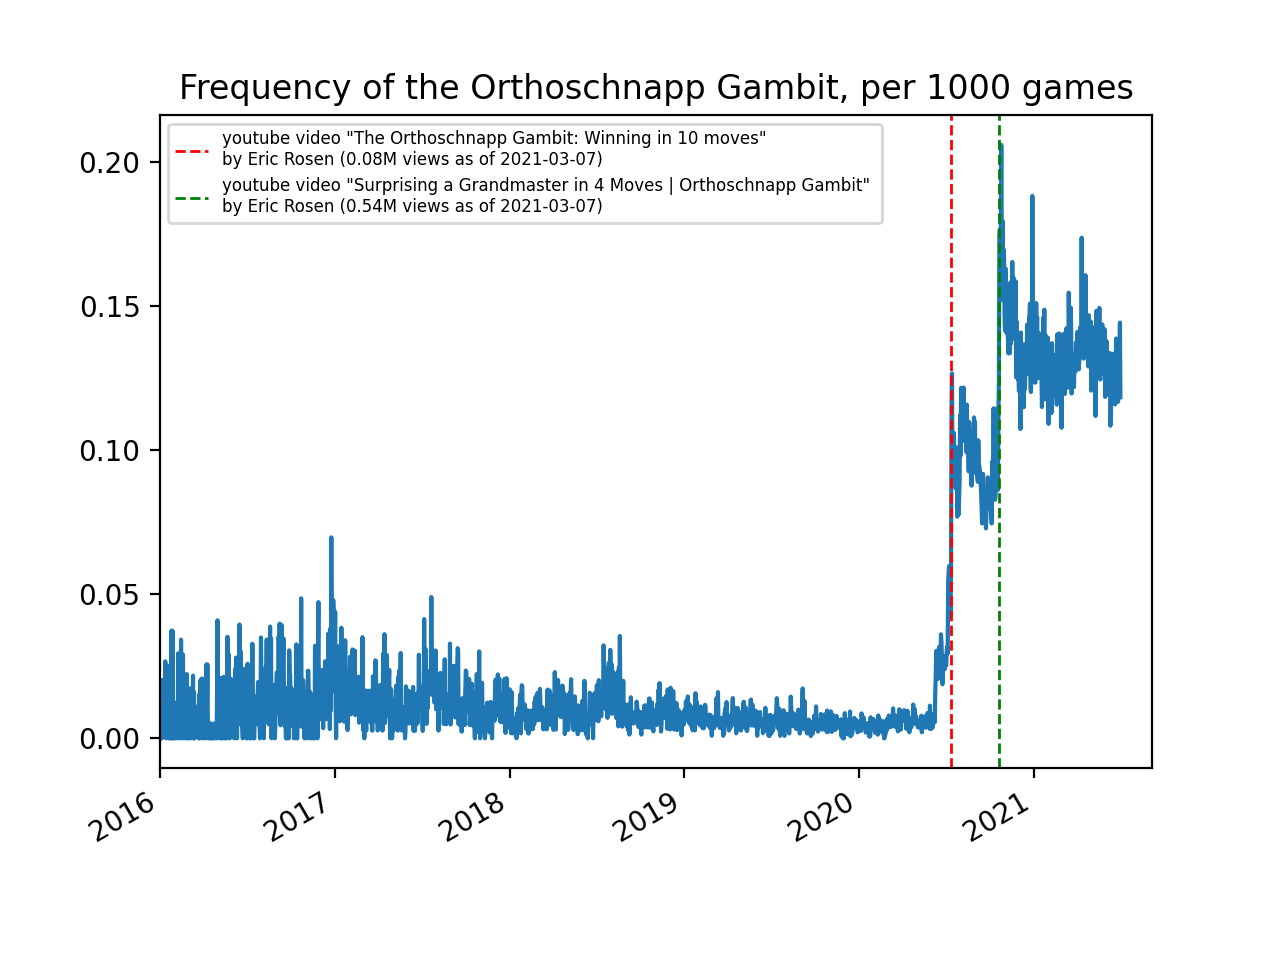 Frequency of the Orthoschnapp Gambit, per 1000 games
youtube video "The Orthoschnapp Gambit: Winning in 10 moves"
by Eric Rosen (0.08M views as of 2021-03-07)
youtube video "Surprising a Grandmaster in 4 Moves | Orthoschnapp Gambit"
by Eric Rosen (0.54M views as of 2021-03-07)
0.20
0.15
0.10
0.05
0.00
2016 2017 2018 2019 2020 2021